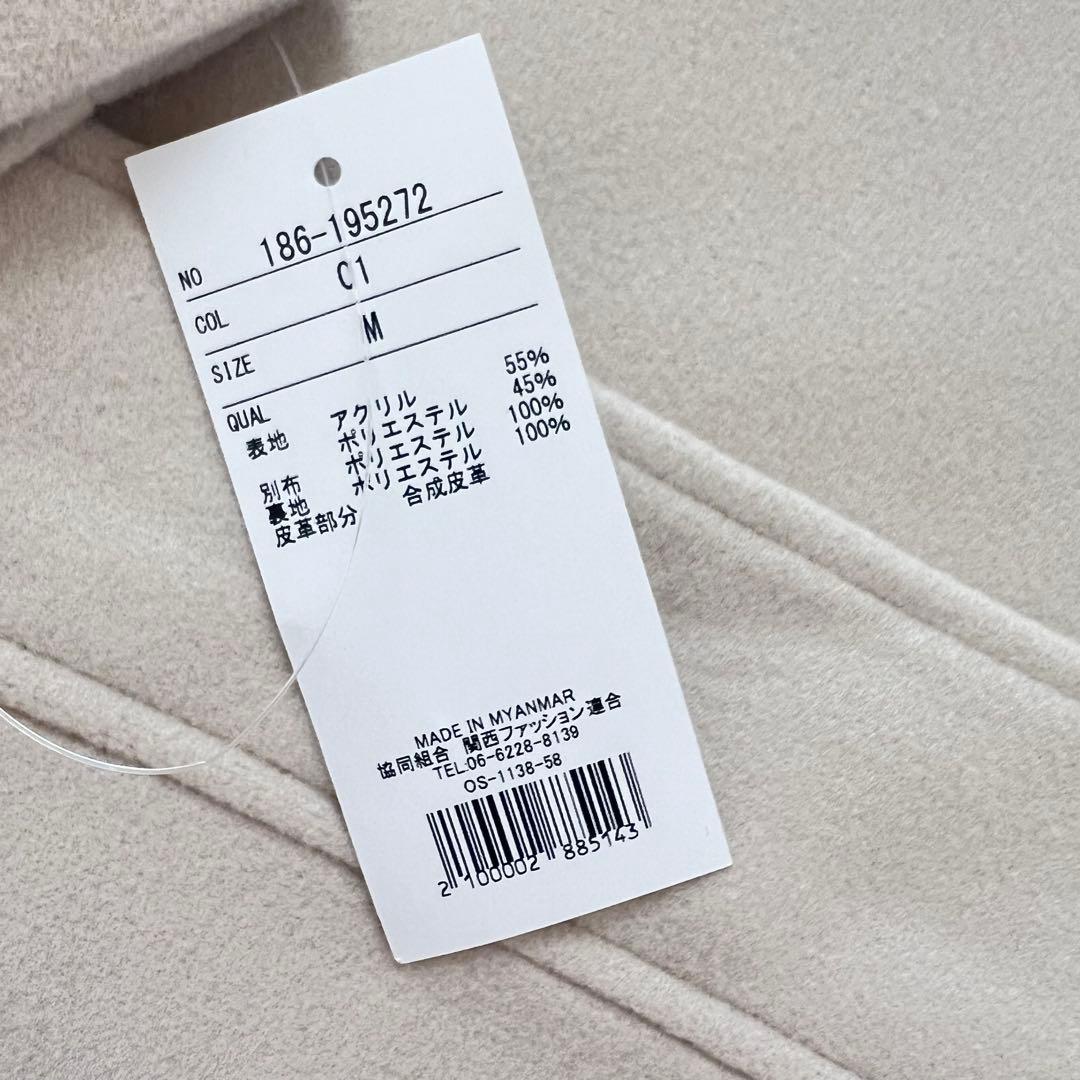 NO 186-195272
COL C1
SIZE M
QUAL
表地 アクリル 55%
ポリエステル 45%
別布 ポリエステル 100%
裏地 ポリエステル 100%
皮革部分 合成皮革
MADE IN MYANMAR
協同組合 関西ファッション連合
TEL.06-6228-8139
OS-1138-58
2 100002 885143